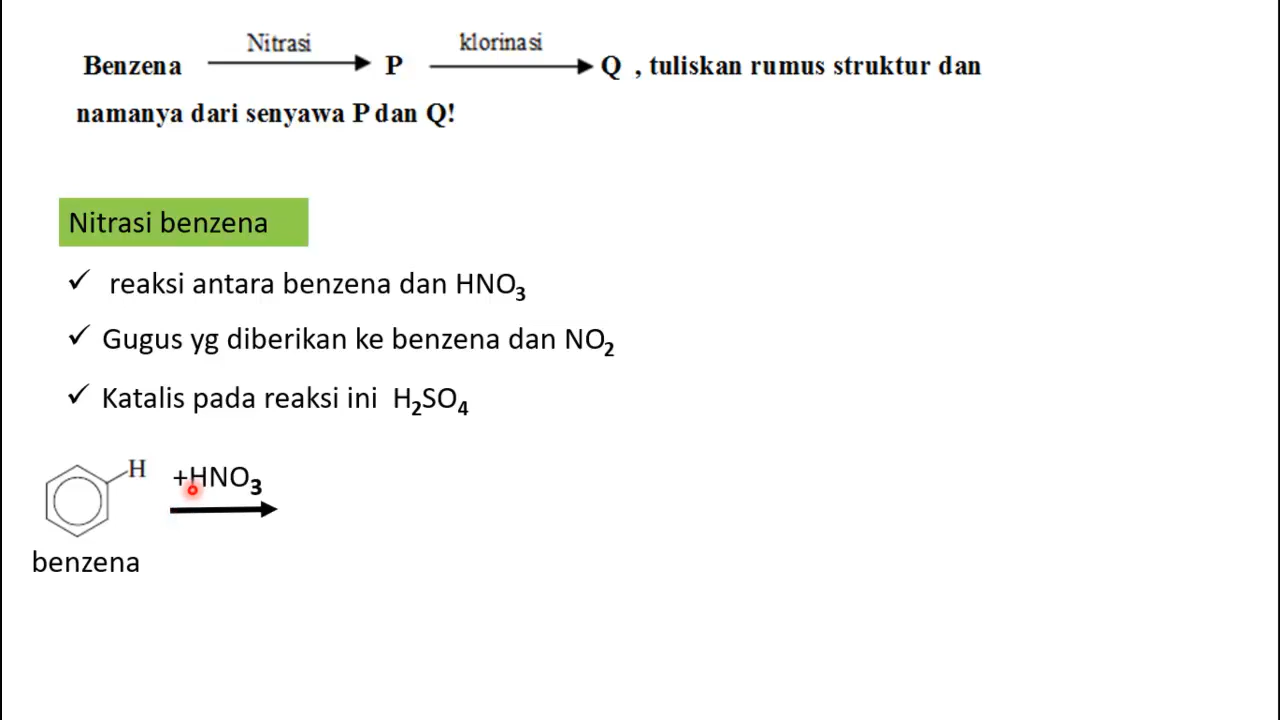 Nitrasi klorinasi
Benzena P Q , tuliskan rumus struktur dan
namanya dari senyawa P dan Q!
Nitrasi benzena
✓ reaksi antara benzena dan HNO₃
✓ Gugus yg diberikan ke benzena dan NO₂
✓ Katalis pada reaksi ini H₂SO₄
H +HNO₃
benzena